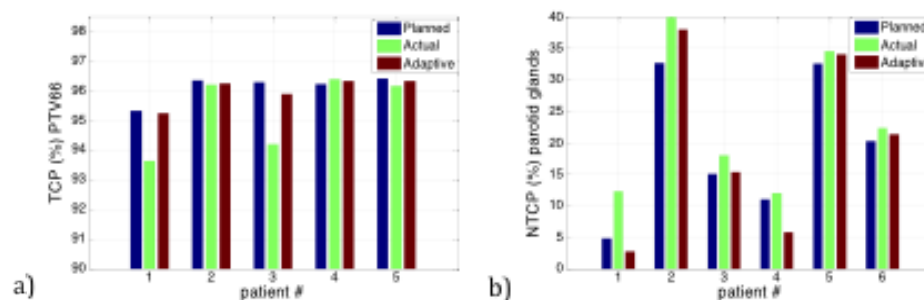 98
97
96
95
94
93
92
91
90
TCP (%) PTV66
Planned
Actual
Adaptive
1 2 3 4 5
patient #
a)
40
35
30
25
20
15
10
5
0
NTCP (%) parotid glands
Planned
Actual
Adaptive
1 2 3 4 5 6
patient #
b)